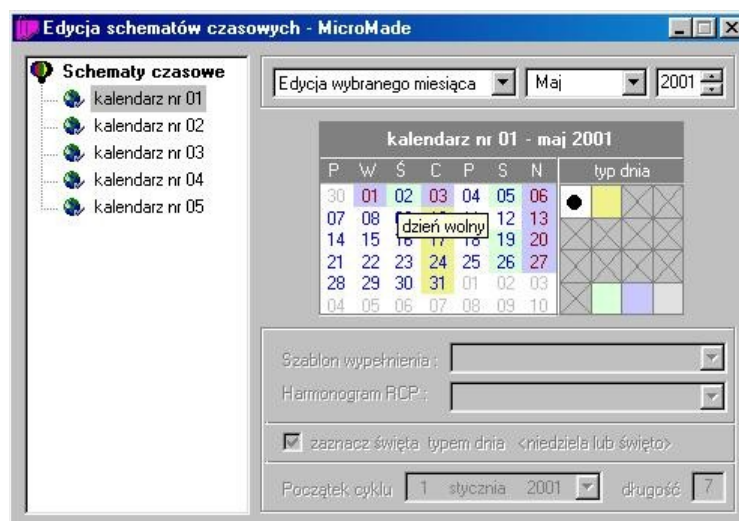 Edycja schematów czasowych - MicroMade
Schematy czasowe
kalendarz nr 01
kalendarz nr 02
kalendarz nr 03
kalendarz nr 04
kalendarz nr 05
Edycja wybranego miesiąca Maj 2001
kalendarz nr 01 - maj 2001
P W Ś C P S N typ dnia
30 01 02 03 04 05 06
07 08 12 13
dzień wolny
14 15 16 17 18 19 20
21 22 23 24 25 26 27
28 29 30 31 01 02 03
04 05 06 07 08 09 10
Szablon wypełnienia :
Harmonogram RCP :
zaznacz święta typem dnia <niedziela lub święto>
Początek cyklu 1 stycznia 2001 długość 7